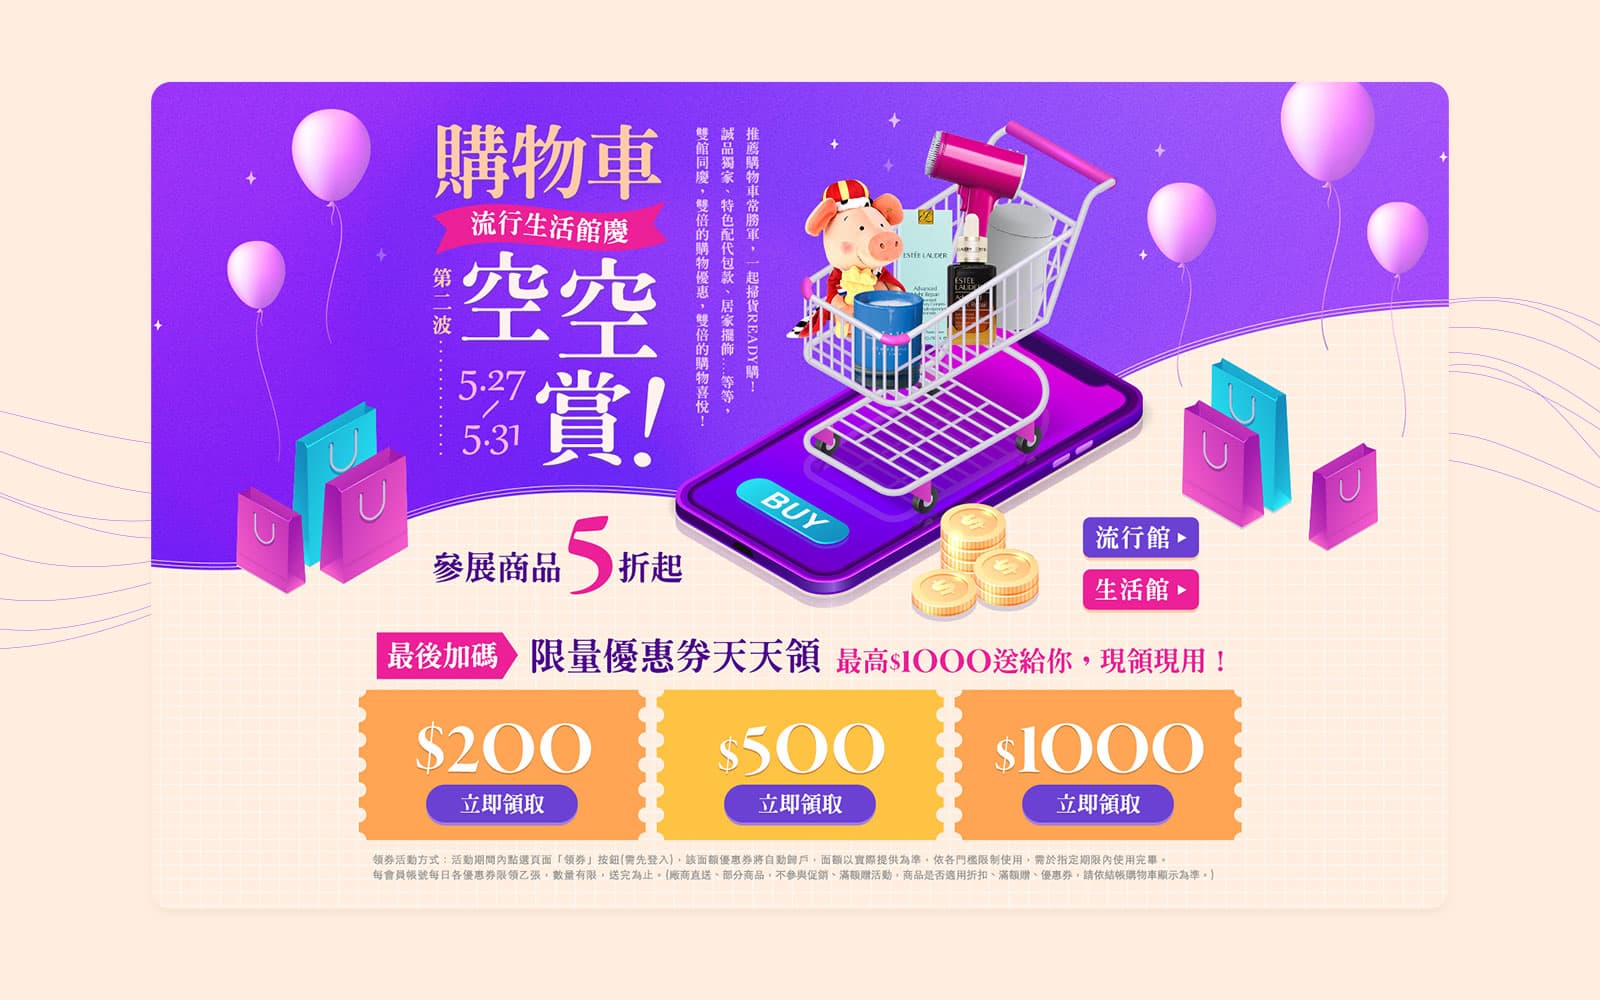 購物車
流行生活館慶
空空賞!
第二波
5.27
5.31
推薦購物車常勝軍，一起掃貨READY購!
誠品獨家、特色配代包款、居家擺飾...等等，
雙館同慶，雙倍的購物優惠，雙倍的購物喜悅!
ESTĒE LAUDER
Advanced
ESTĒE
LAUDER
BUY
參展商品5折起
流行館
生活館
最後加碼
限量優惠券天天領
最高$1000送給你，現領現用！
$200
$500
$1000
立即領取
立即領取
立即領取
領券活動方式：活動期間內點選頁面「領券」按鈕(需先登入)，該面額優惠券將自動歸戶，面額以實際提供為準，依各門檻限制使用，需於指定期限內使用完畢。
每會員帳號每日各優惠券限領乙張，數量有限，送完為止。(廠商直送、部分商品，不參與促銷、滿額贈活動，商品是否適用折扣、滿額贈、優惠券，請依結帳購物車顯示為準。)